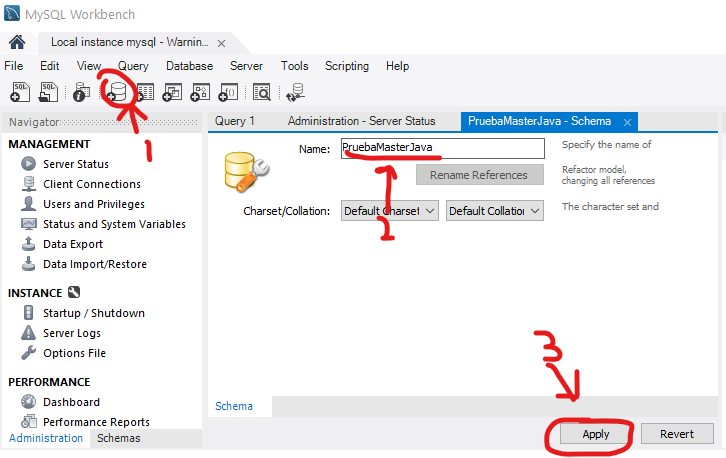 MySQL Workbench
Local instance mysql - Warnin...
File Edit View Query Database Server Tools Scripting Help
SQL SQL
1
Navigator
Query 1 Administration - Server Status PruebaMasterJava - Schema
MANAGEMENT
Server Status
Client Connections
Users and Privileges
Status and System Variables
Data Export
Data Import/Restore
INSTANCE
Startup / Shutdown
Server Logs
Options File
PERFORMANCE
Dashboard
Performance Reports
Administration Schemas
Name: PruebaMasterJava
Specify the name of
Rename References
Refactor model,
changing all references
Charset/Collation: Default Charset Default Collation
The character set and
2
3
Schema
Apply Revert